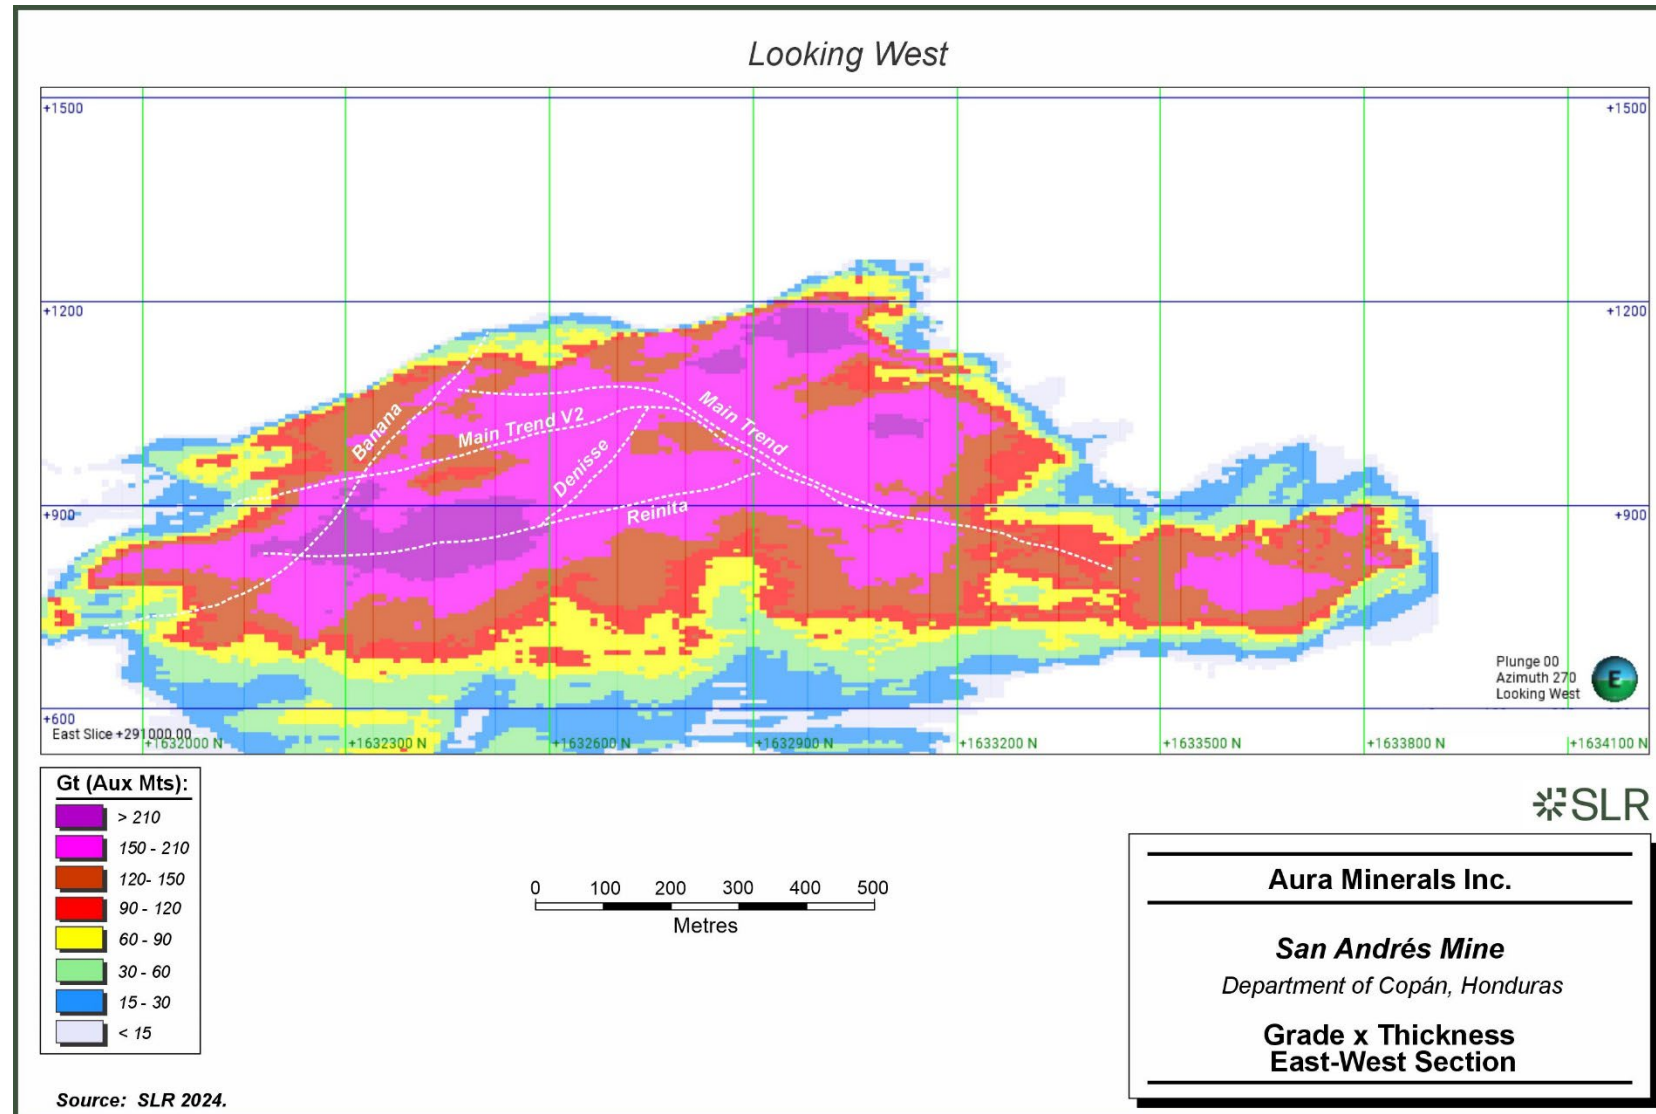 Looking West
+1500
+1500
+1200
+1200
Banana
Main Trend V2
Main Trend
Denisse
Reinita
+900
+900
Plunge 00
Azimuth 270
Looking West
E
+600
East Slice +291000.00
+1632000 N
+1632300 N
+1632600 N
+1632900 N
+1633200 N
+1633500 N
+1633800 N
+1634100 N
Gt (Aux Mts):
> 210
150 - 210
120- 150
90 - 120
60 - 90
30 - 60
15 - 30
< 15
0 100 200 300 400 500
Metres
SLR
Aura Minerals Inc.
San Andrés Mine
Department of Copán, Honduras
Grade x Thickness
East-West Section
Source: SLR 2024.